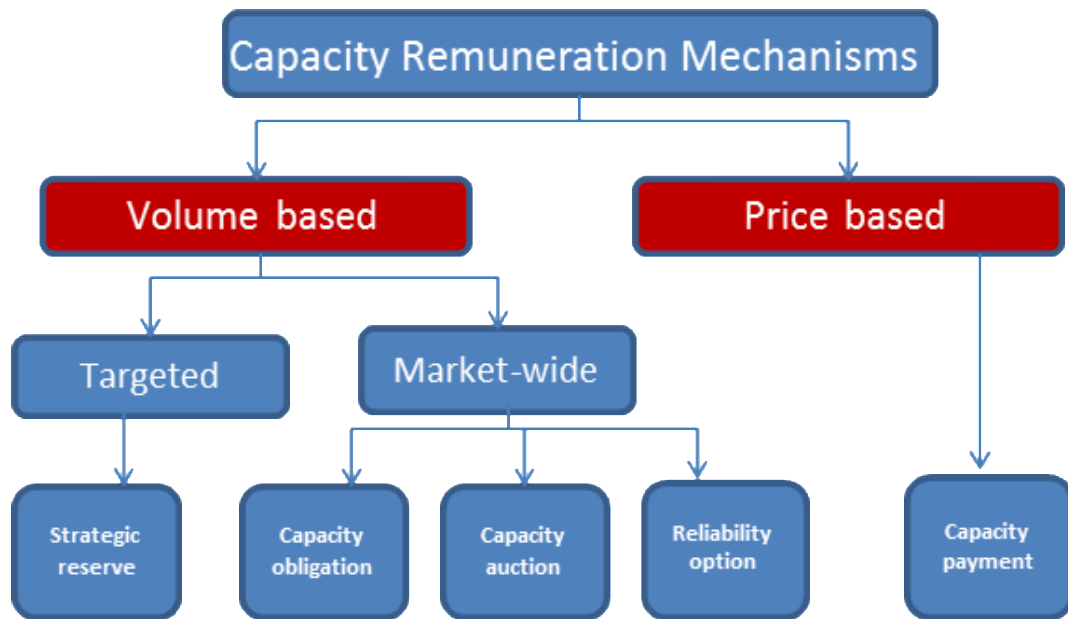 Capacity Remuneration Mechanisms
Volume based
Price based
Targeted
Market-wide
Strategic
reserve
Capacity
obligation
Capacity
auction
Reliability
option
Capacity
payment